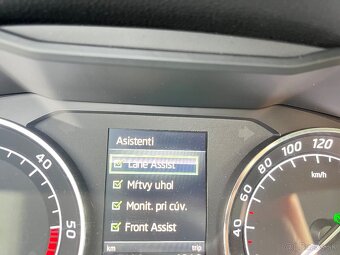 Asistenti
Lane Assist
Mŕtvy uhol
Monit. pri cúv.
Front Assist
km trip
40 50
40 60 80 100 120
km/h